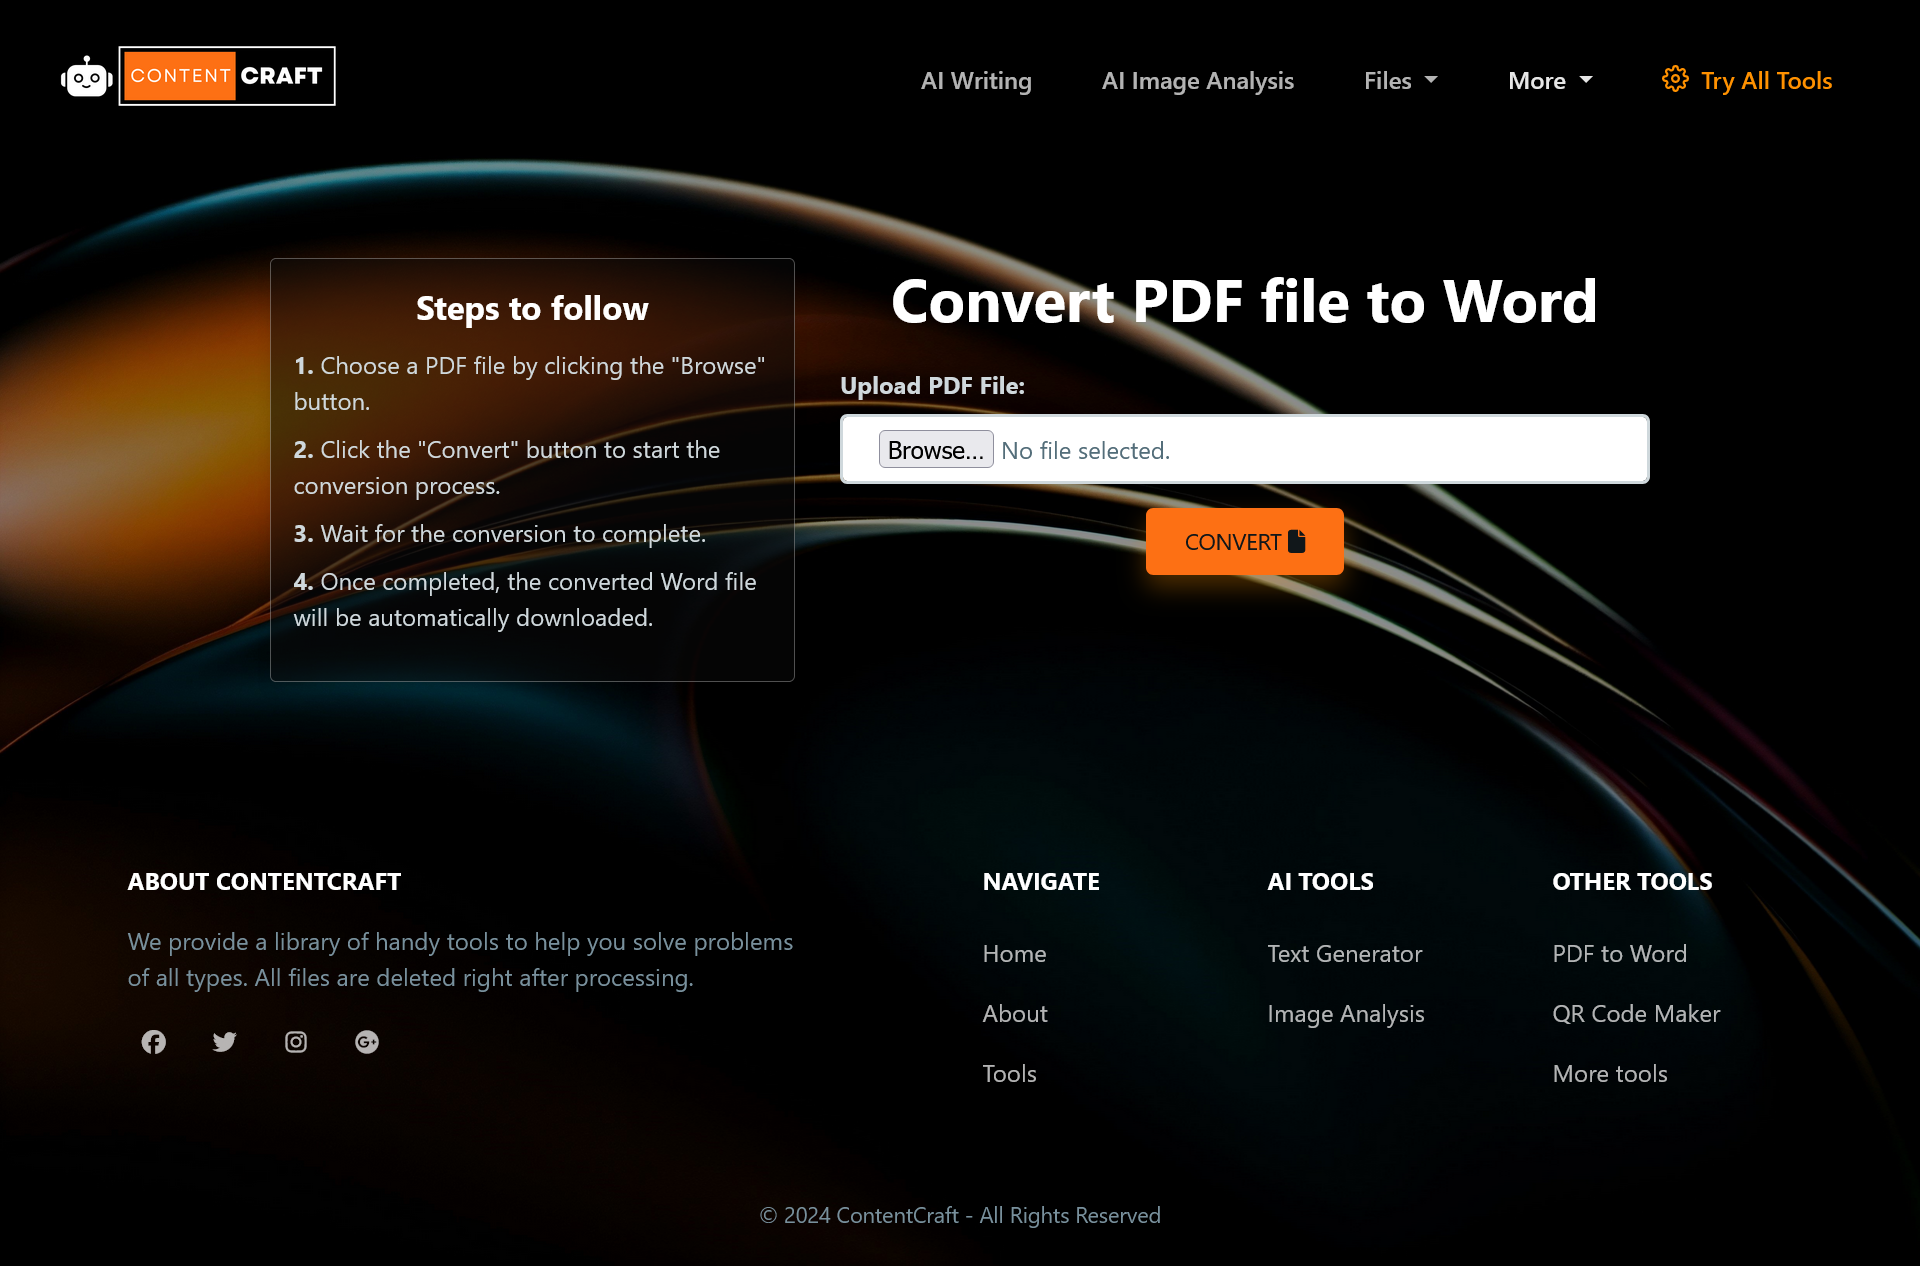 CONTENT CRAFT
AI Writing
AI Image Analysis
Files
More
Try All Tools
Steps to follow
1. Choose a PDF file by clicking the "Browse"
button.
2. Click the "Convert" button to start the
conversion process.
3. Wait for the conversion to complete.
4. Once completed, the converted Word file
will be automatically downloaded.
Convert PDF file to Word
Upload PDF File:
Browse... No file selected.
CONVERT
ABOUT CONTENTCRAFT
We provide a library of handy tools to help you solve problems
of all types. All files are deleted right after processing.
NAVIGATE
Home
About
Tools
AI TOOLS
Text Generator
Image Analysis
OTHER TOOLS
PDF to Word
QR Code Maker
More tools
© 2024 ContentCraft - All Rights Reserved